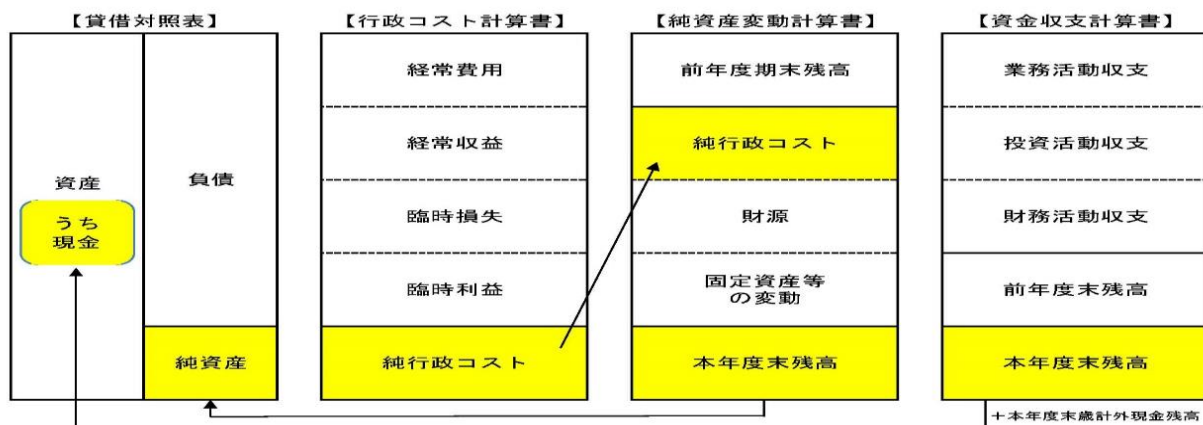 【貸借対照表】
資産
うち
現金
負債
純資産
【行政コスト計算書】
経常費用
経常収益
臨時損失
臨時利益
純行政コスト
【純資産変動計算書】
前年度期末残高
純行政コスト
財源
固定資産等
の変動
本年度末残高
【資金収支計算書】
業務活動収支
投資活動収支
財務活動収支
前年度末残高
本年度末残高
＋本年度末歳計外現金残高